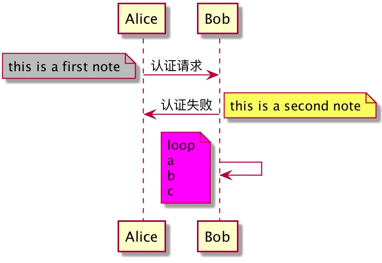 Alice
Bob
this is a first note
认证请求
认证失败
this is a second note
loop
a
b
c
Alice
Bob